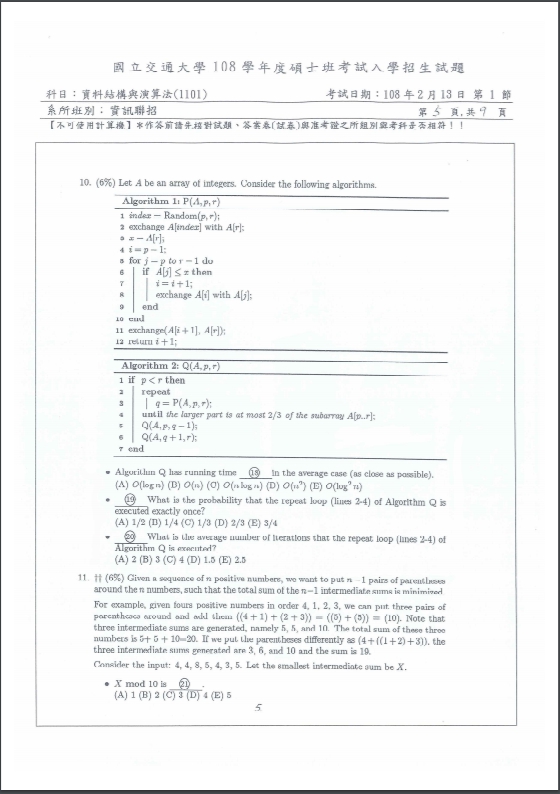 國立交通大學 108 學年度碩士班考試入學招生試題
科目：資料結構與演算法(1101) 考試日期：108 年 2 月 13 日 第 1 節
系所班別：資訊聯招 第 5 頁,共 9 頁
【不可使用計算機】*作答前請先核對試題、答案卷(試卷)與准考證之所組別與考科是否相符！！
10. (6%) Let A be an array of integers. Consider the following algorithms.
Algorithm 1: P(A, p, r)
1 index = Random(p, r);
2 exchange A[index] with A[r];
3 x = A[r];
4 i = p − 1;
5 for j = p to r − 1 do
6 if A[j] ≤ x then
7 i = i + 1;
8 exchange A[i] with A[j];
9 end
10 end
11 exchange(A[i + 1], A[r]);
12 return i + 1;
Algorithm 2: Q(A, p, r)
1 if p < r then
2 repeat
3 q = P(A, p, r);
4 until the larger part is at most 2/3 of the subarray A[p..r];
5 Q(A, p, q − 1);
6 Q(A, q + 1, r);
7 end
• Algorithm Q has running time ⑱ in the average case (as close as possible).
(A) O(log n) (B) O(n) (C) O(n log n) (D) O(n²) (E) O(log² n)
• ⑲ What is the probability that the repeat loop (lines 2-4) of Algorithm Q is
executed exactly once?
(A) 1/2 (B) 1/4 (C) 1/3 (D) 2/3 (E) 3/4
• ⑳ What is the average number of iterations that the repeat loop (lines 2-4) of
Algorithm Q is executed?
(A) 2 (B) 3 (C) 4 (D) 1.5 (E) 2.5
11. †† (6%) Given a sequence of n positive numbers, we want to put n − 1 pairs of parentheses
around the n numbers, such that the total sum of the n−1 intermediate sums is minimized.
For example, given fours positive numbers in order 4, 1, 2, 3, we can put three pairs of
parentheses around and add them ((4 + 1) + (2 + 3)) = ((5) + (5)) = (10). Note that
three intermediate sums are generated, namely 5, 5, and 10. The total sum of these three
numbers is 5+ 5 + 10=20. If we put the parentheses differently as (4 + ((1 + 2) + 3)), the
three intermediate sums generated are 3, 6, and 10 and the sum is 19.
Consider the input: 4, 4, 8, 5, 4, 3, 5. Let the smallest intermediate sum be X.
• X mod 10 is ㉑.
(A) 1 (B) 2 (C) 3 (D) 4 (E) 5
5